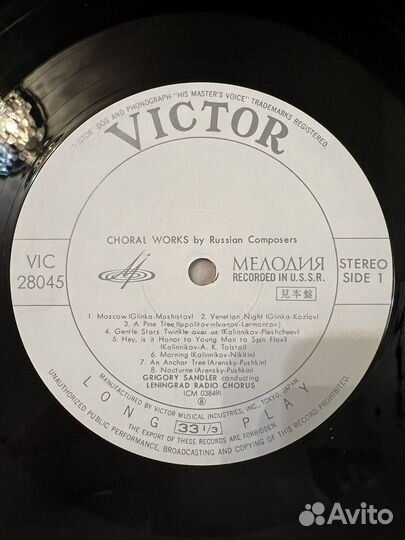 "VICTOR" DOG AND PHONOGRAPH-"HIS MASTER'S VOICE" TRADEMARKS REGISTERED.
VICTOR
CHORAL WORKS by Russian Composers
VIC
28045
МЕЛОДИЯ
RECORDED IN U.S.S.R.
見本盤
STEREO
SIDE 1
1. Moscow (Glinka-Moshistov) 2. Venetian Night (Glinka-Kozlov)
3. A Pine Tree (Ippolitov=Ivanov-Lermontov)
4. Gentle Stars Twinkle over us (Kalinnikov-Pleshcheev)
5. Hey, is it Honor to Young Man to Spin Flax?
(Kalinnikov-A. K. Tolstoi)
6. Morning (Kalinnikov-Nikitin)
7. An Anchar Tree (Arensky-Pushkin)
8. Nocturne (Arensky-Pushkin)
GRIGORY SANDLER conducting
LENINGRAD RADIO CHORUS
(CM 03849)
LONG 33 1/3 PLAY
MANUFACTURED BY VICTOR MUSICAL INDUSTRIES, INC., TOKYO, JAPAN.
UNAUTHORIZED PUBLIC PERFORMANCE, BROADCASTING AND COPYING OF THIS RECORD PROHIBITED.
THE EXPORT OF THESE RECORDS ARE FORBIDDEN.
Avito